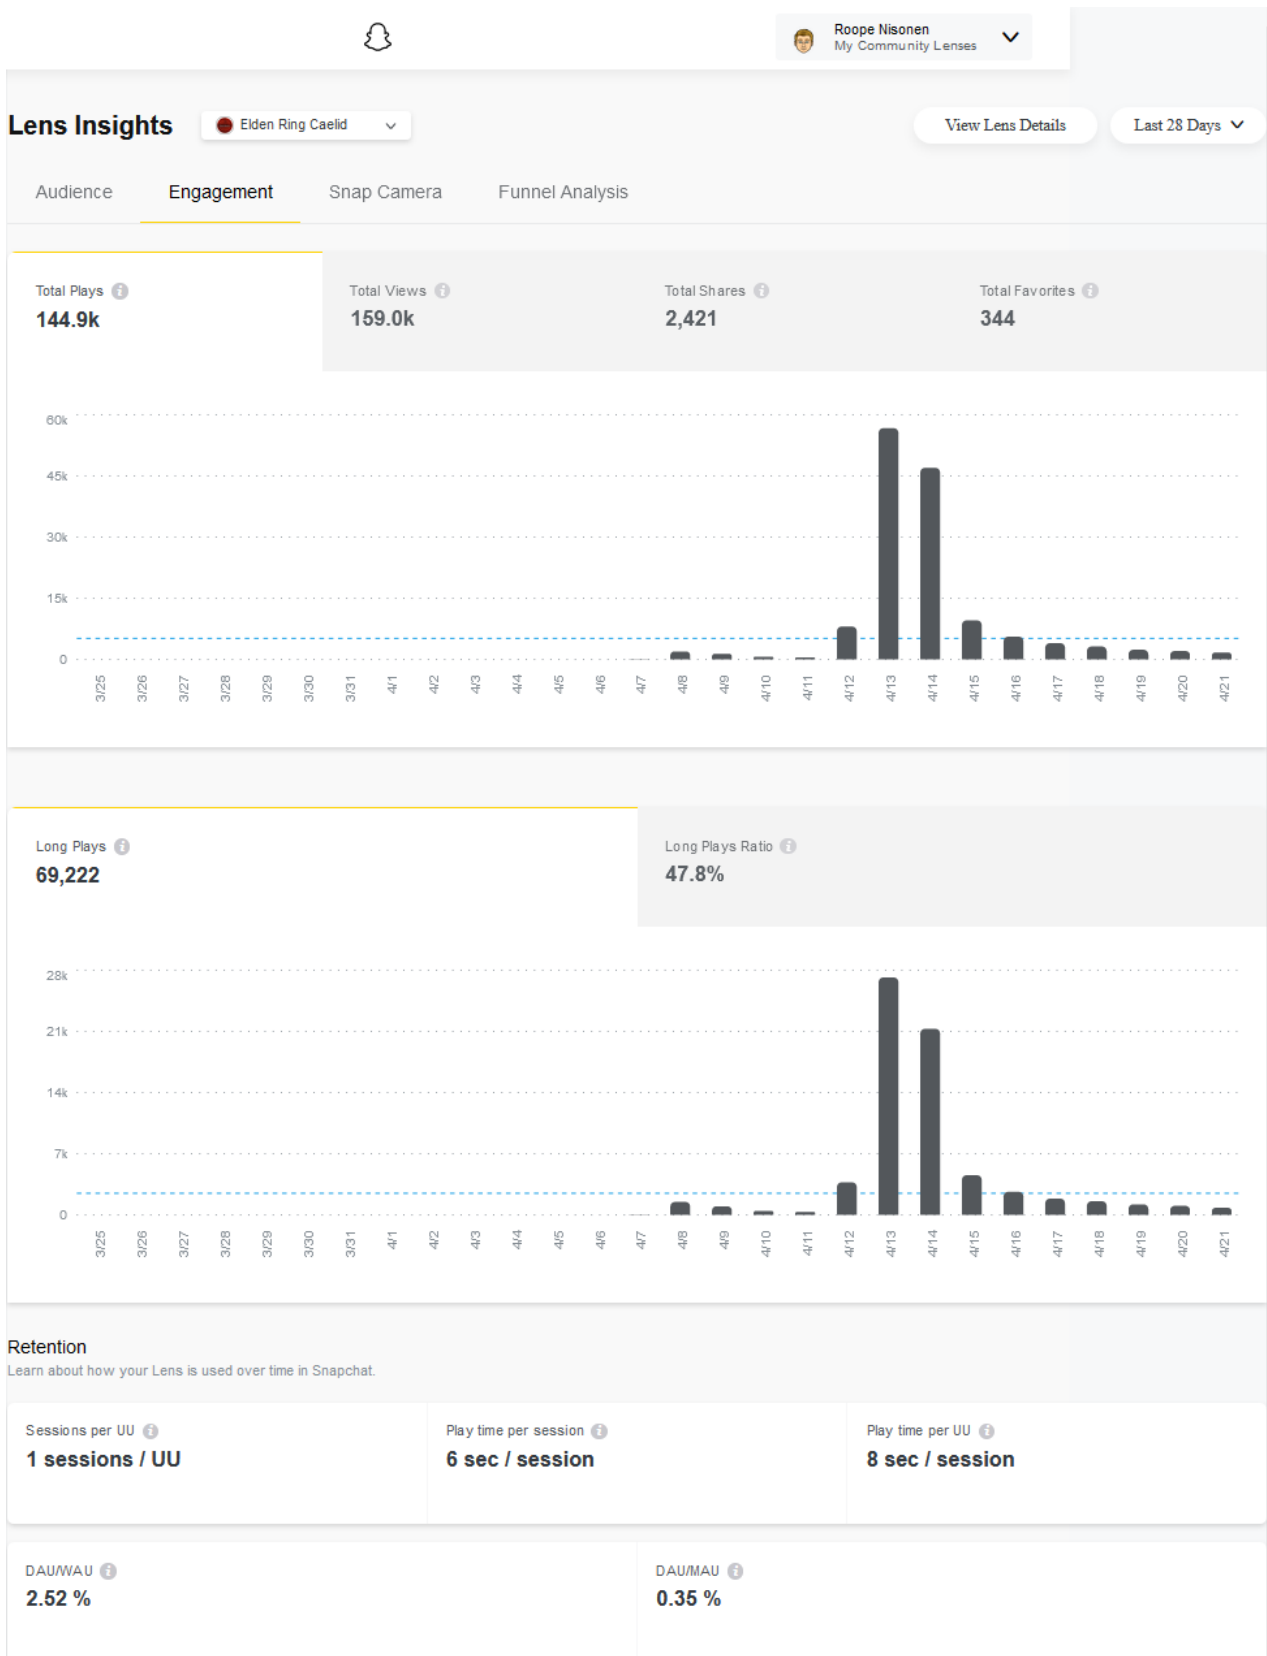 Roope Nisonen
My Community Lenses
Lens Insights
Elden Ring Caelid
View Lens Details
Last 28 Days
Audience
Engagement
Snap Camera
Funnel Analysis
Total Plays
144.9k
Total Views
159.0k
Total Shares
2,421
Total Favorites
344
60k
45k
30k
15k
0
3/25
3/26
3/27
3/28
3/29
3/30
3/31
4/1
4/2
4/3
4/4
4/5
4/6
4/7
4/8
4/9
4/10
4/11
4/12
4/13
4/14
4/15
4/16
4/17
4/18
4/19
4/20
4/21
Long Plays
69,222
Long Plays Ratio
47.8%
28k
21k
14k
7k
0
3/25
3/26
3/27
3/28
3/29
3/30
3/31
4/1
4/2
4/3
4/4
4/5
4/6
4/7
4/8
4/9
4/10
4/11
4/12
4/13
4/14
4/15
4/16
4/17
4/18
4/19
4/20
4/21
Retention
Learn about how your Lens is used over time in Snapchat.
Sessions per UU
1 sessions / UU
Play time per session
6 sec / session
Play time per UU
8 sec / session
DAU/WAU
2.52 %
DAU/MAU
0.35 %